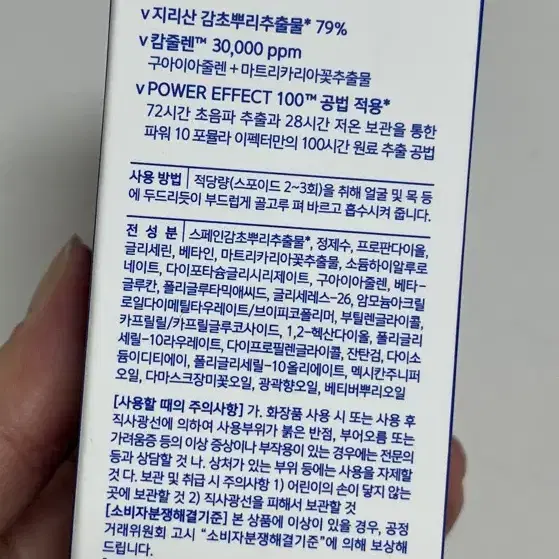 v 지리산 감초뿌리추출물* 79%
v 캄줄렌™ 30,000 ppm
구아이아줄렌 + 마트리카리아꽃추출물
v POWER EFFECT 100™ 공법 적용*
72시간 초음파 추출과 28시간 저온 보관을 통한
파워 10 포뮬라 이펙터만의 100시간 원료 추출 공법
사용 방법 적당량(스포이드 2~3회)을 취해 얼굴 및 목 등
에 두드리듯이 부드럽게 골고루 펴 바르고 흡수시켜 줍니다.
전 성 분 스페인감초뿌리추출물*, 정제수, 프로판다이올,
글리세린, 베타인, 마트리카리아꽃추출물, 소듐하이알루로
네이트, 다이포타슘글리시리제이트, 구아이아줄렌, 베타-
글루칸, 폴리글루타믹애씨드, 글리세레스-26, 암모늄아크릴
로일다이메틸타우레이트/브이피코폴리머, 부틸렌글라이콜,
카프릴릴/카프릴글루코사이드, 1,2-헥산다이올, 폴리글리
세릴-10라우레이트, 다이프로필렌글라이콜, 잔탄검, 다이소
듐이디티에이, 폴리글리세릴-10올리에이트, 멕시칸주니퍼
오일, 다마스크장미꽃오일, 광곽향오일, 베티버뿌리오일
[사용할 때의 주의사항] 가. 화장품 사용 시 또는 사용 후
직사광선에 의하여 사용부위가 붉은 반점, 부어오름 또는
가려움증 등의 이상 증상이나 부작용이 있는 경우에는 전문의
등과 상담할 것 나. 상처가 있는 부위 등에는 사용을 자제할
것 다. 보관 및 취급 시 주의사항 1) 어린이의 손이 닿지 않는
곳에 보관할 것 2) 직사광선을 피해서 보관할 것
[소비자분쟁해결기준] 본 상품에 이상이 있을 경우, 공정
거래위원회 고시 “소비자분쟁해결기준”에 의해 보상해
드립니다.